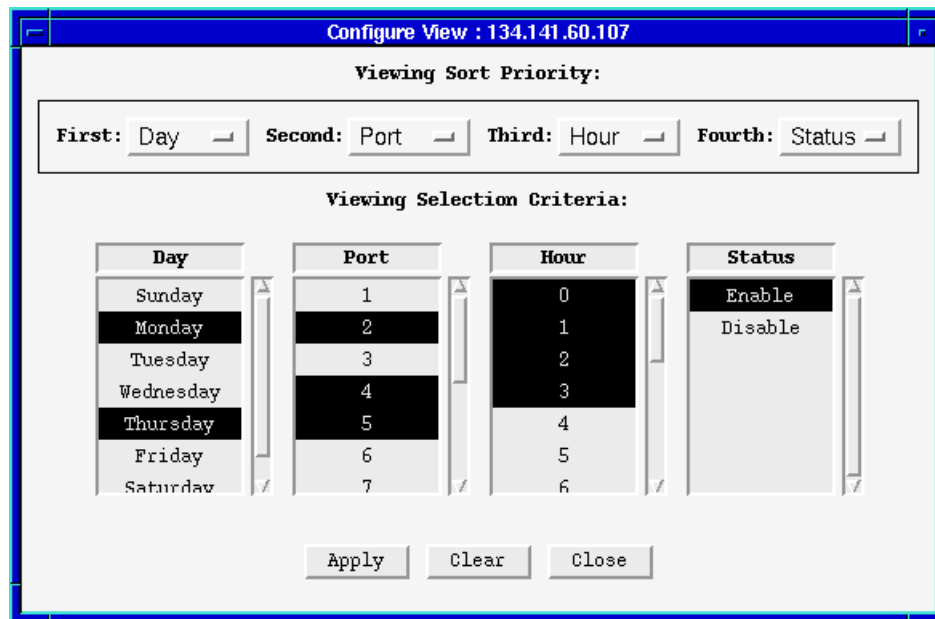 Configure View : 134.141.60.107
Viewing Sort Priority:
First: Day Second: Port Third: Hour Fourth: Status
Viewing Selection Criteria:
Day Port Hour Status
Sunday 1 0 Enable
Monday 2 1 Disable
Tuesday 3 2
Wednesday 4 3
Thursday 5 4
Friday 6 5
Saturday 7 6
Apply Clear Close